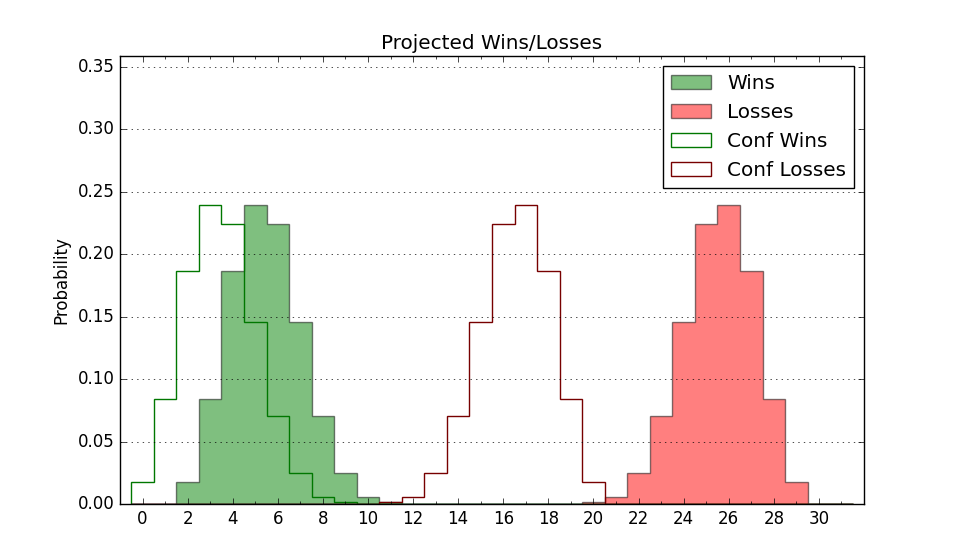 Projected Wins/Losses
0.35
0.30
0.25
0.20
0.15
0.10
0.05
0.00
Probability
Wins
Losses
Conf Wins
Conf Losses
0 2 4 6 8 10 12 14 16 18 20 22 24 26 28 30